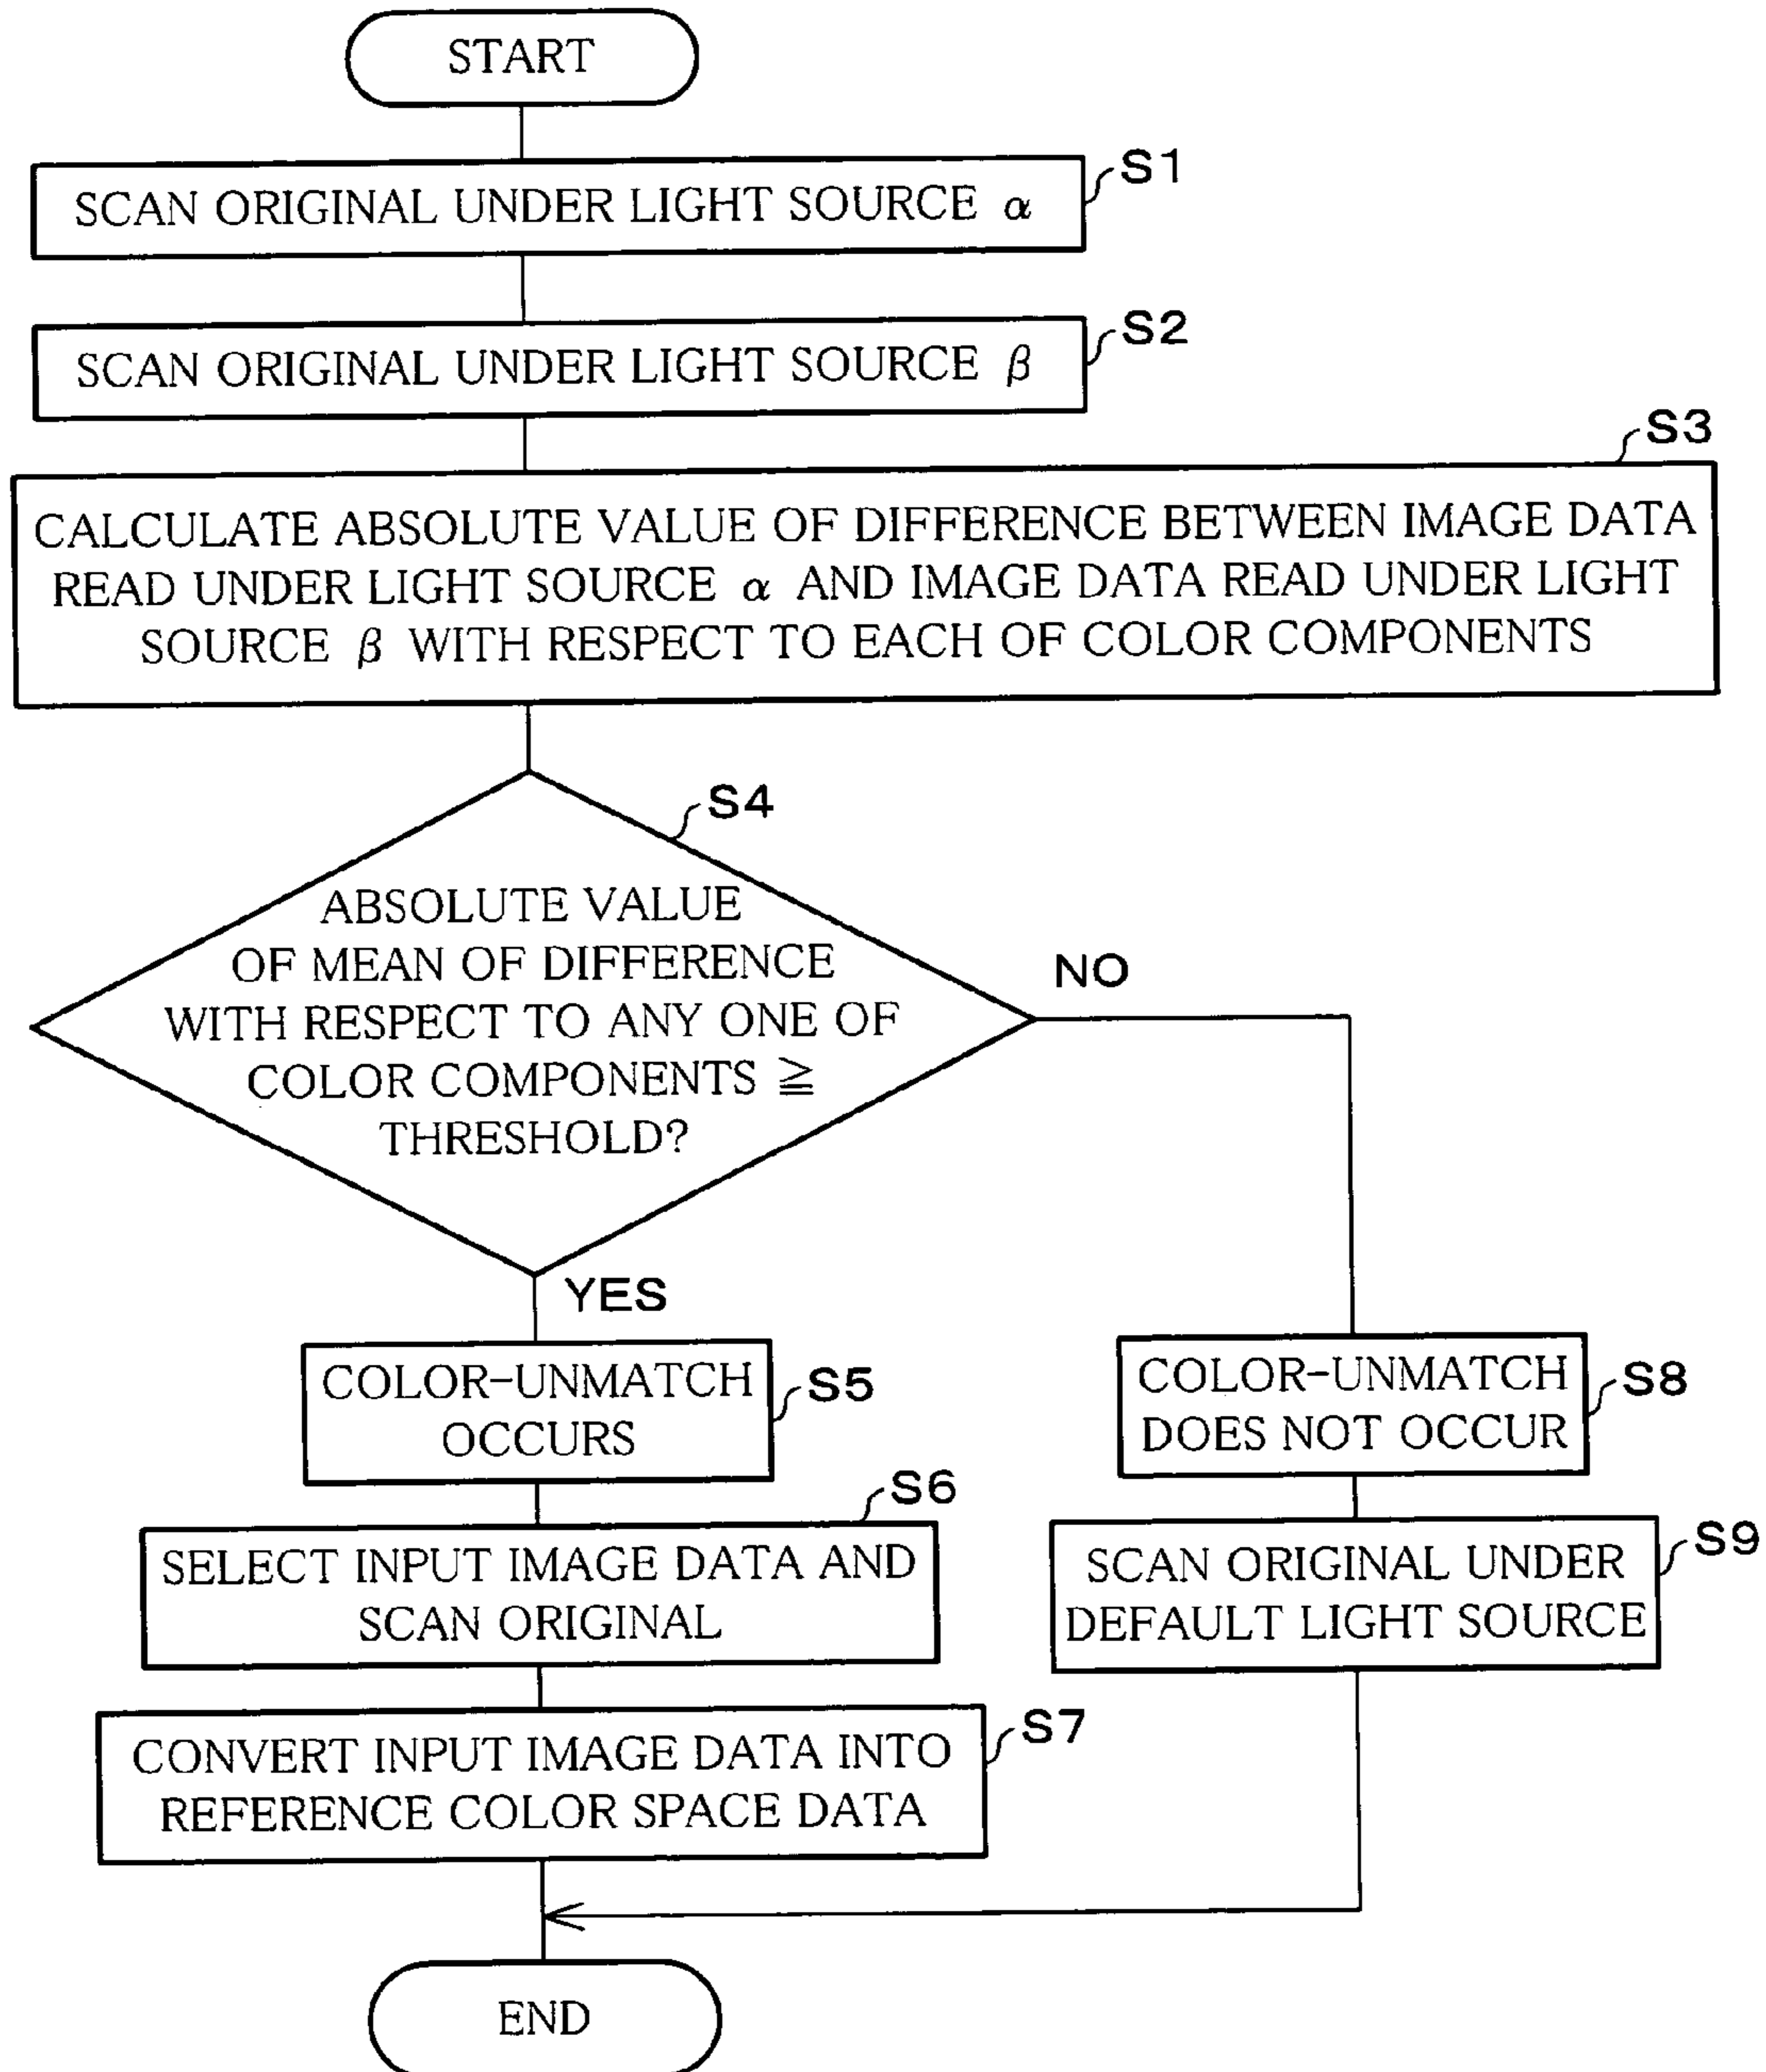 START
S1
SCAN ORIGINAL UNDER LIGHT SOURCE α
S2
SCAN ORIGINAL UNDER LIGHT SOURCE β
S3
CALCULATE ABSOLUTE VALUE OF DIFFERENCE BETWEEN IMAGE DATA
READ UNDER LIGHT SOURCE α AND IMAGE DATA READ UNDER LIGHT
SOURCE β WITH RESPECT TO EACH OF COLOR COMPONENTS
S4
ABSOLUTE VALUE
OF MEAN OF DIFFERENCE
WITH RESPECT TO ANY ONE OF
COLOR COMPONENTS ≧
THRESHOLD?
NO
YES
COLOR-UNMATCH
OCCURS
S5
COLOR-UNMATCH
DOES NOT OCCUR
S8
S6
SELECT INPUT IMAGE DATA AND
SCAN ORIGINAL
SCAN ORIGINAL UNDER
DEFAULT LIGHT SOURCE
S9
S7
CONVERT INPUT IMAGE DATA INTO
REFERENCE COLOR SPACE DATA
END